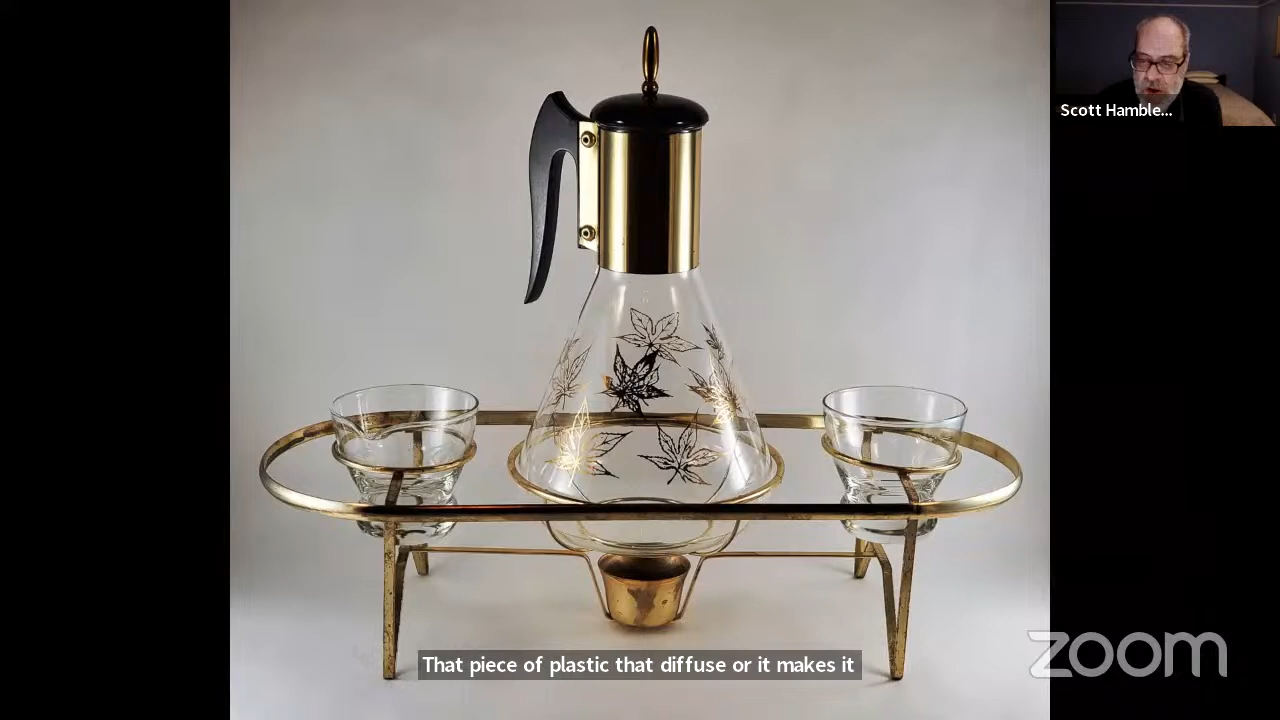 Scott Hamble...
That piece of plastic that diffuse or it makes it
zoom